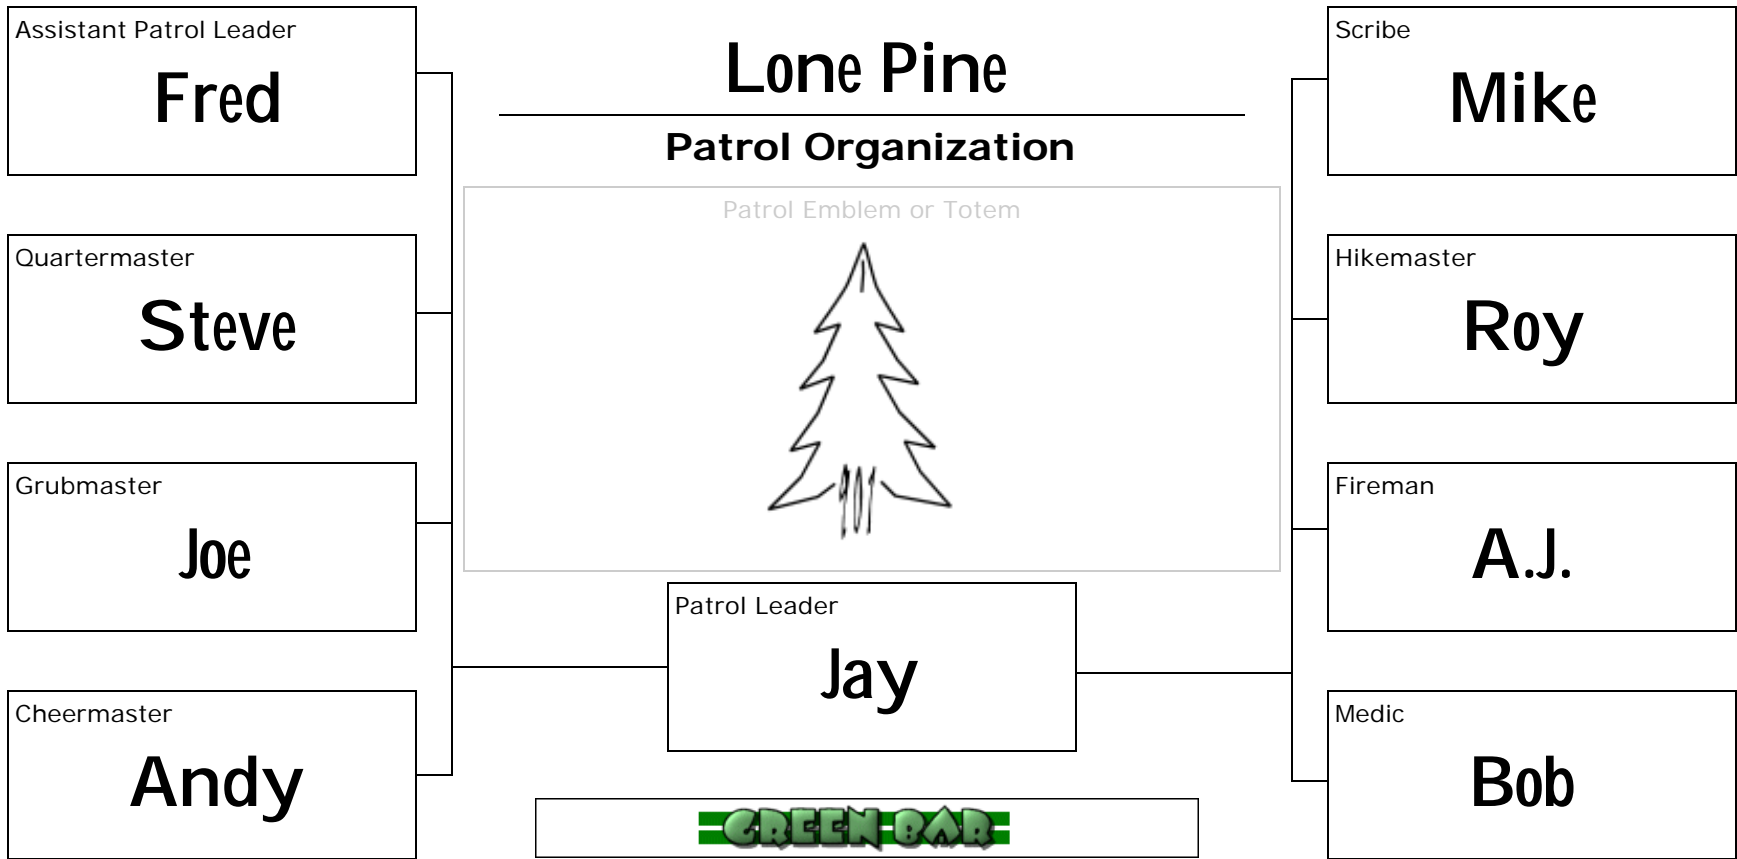 Assistant Patrol Leader
Fred
Quartermaster
Steve
Grubmaster
Joe
Cheermaster
Andy
Lone Pine
Patrol Organization
Patrol Emblem or Totem
901
Patrol Leader
Jay
GREEN BAR
Scribe
Mike
Hikemaster
Roy
Fireman
A.J.
Medic
Bob